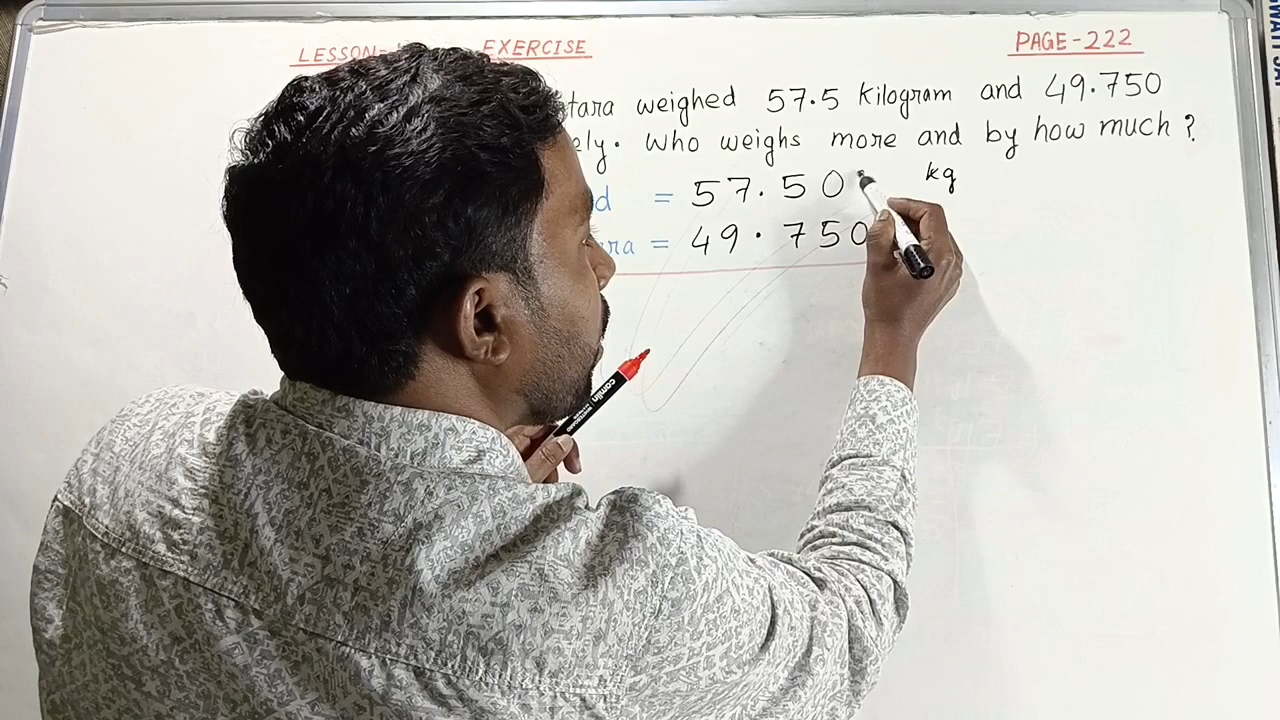 LESSON- EXERCISE PAGE-222
tara weighed 57.5 Kilogram and 49.750
ely. Who weighs more and by how much?
d = 57.50 kg
ra = 49.750
camlin